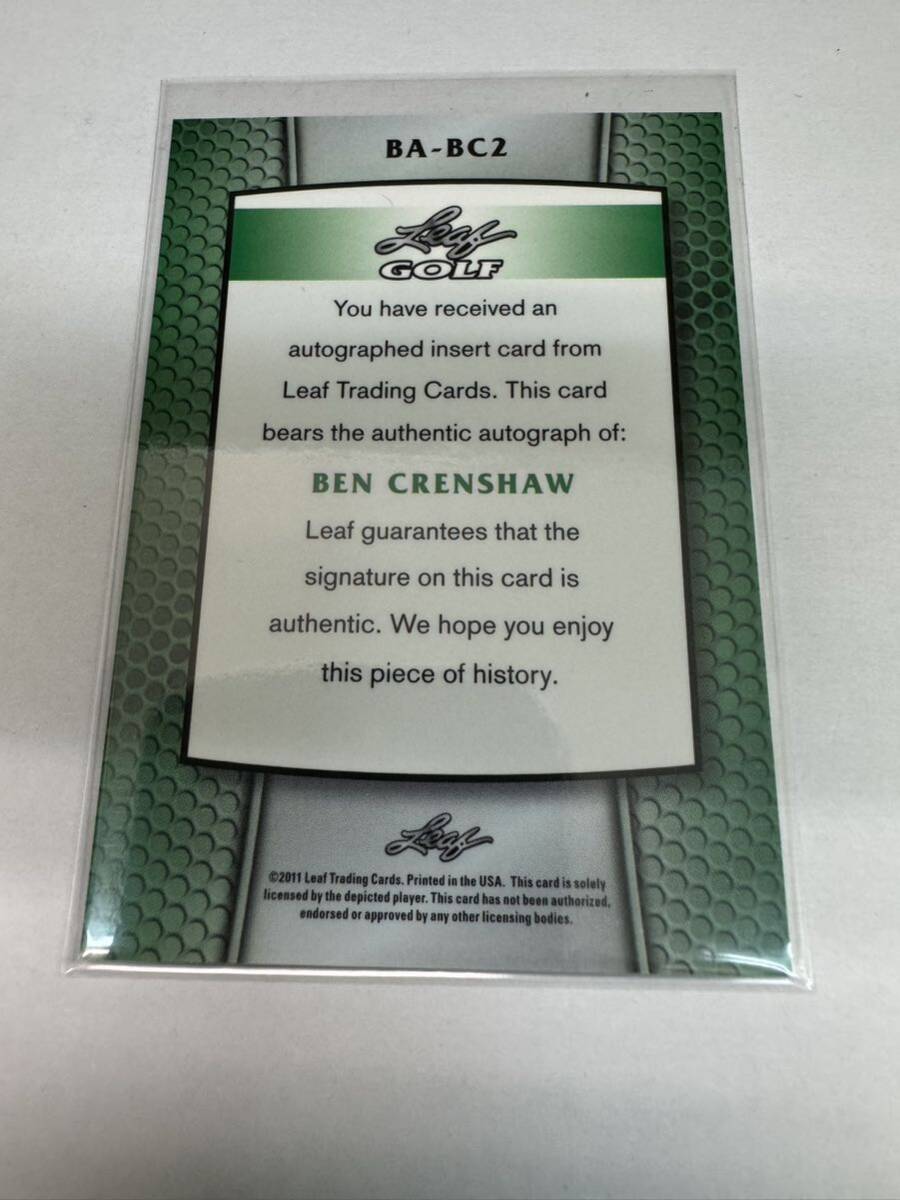 BA-BC2
Leaf
GOLF
You have received an
autographed insert card from
Leaf Trading Cards. This card
bears the authentic autograph of:
BEN CRENSHAW
Leaf guarantees that the
signature on this card is
authentic. We hope you enjoy
this piece of history.
Leaf
©2011 Leaf Trading Cards. Printed in the USA. This card is solely
licensed by the depicted player. This card has not been authorized,
endorsed or approved by any other licensing bodies.